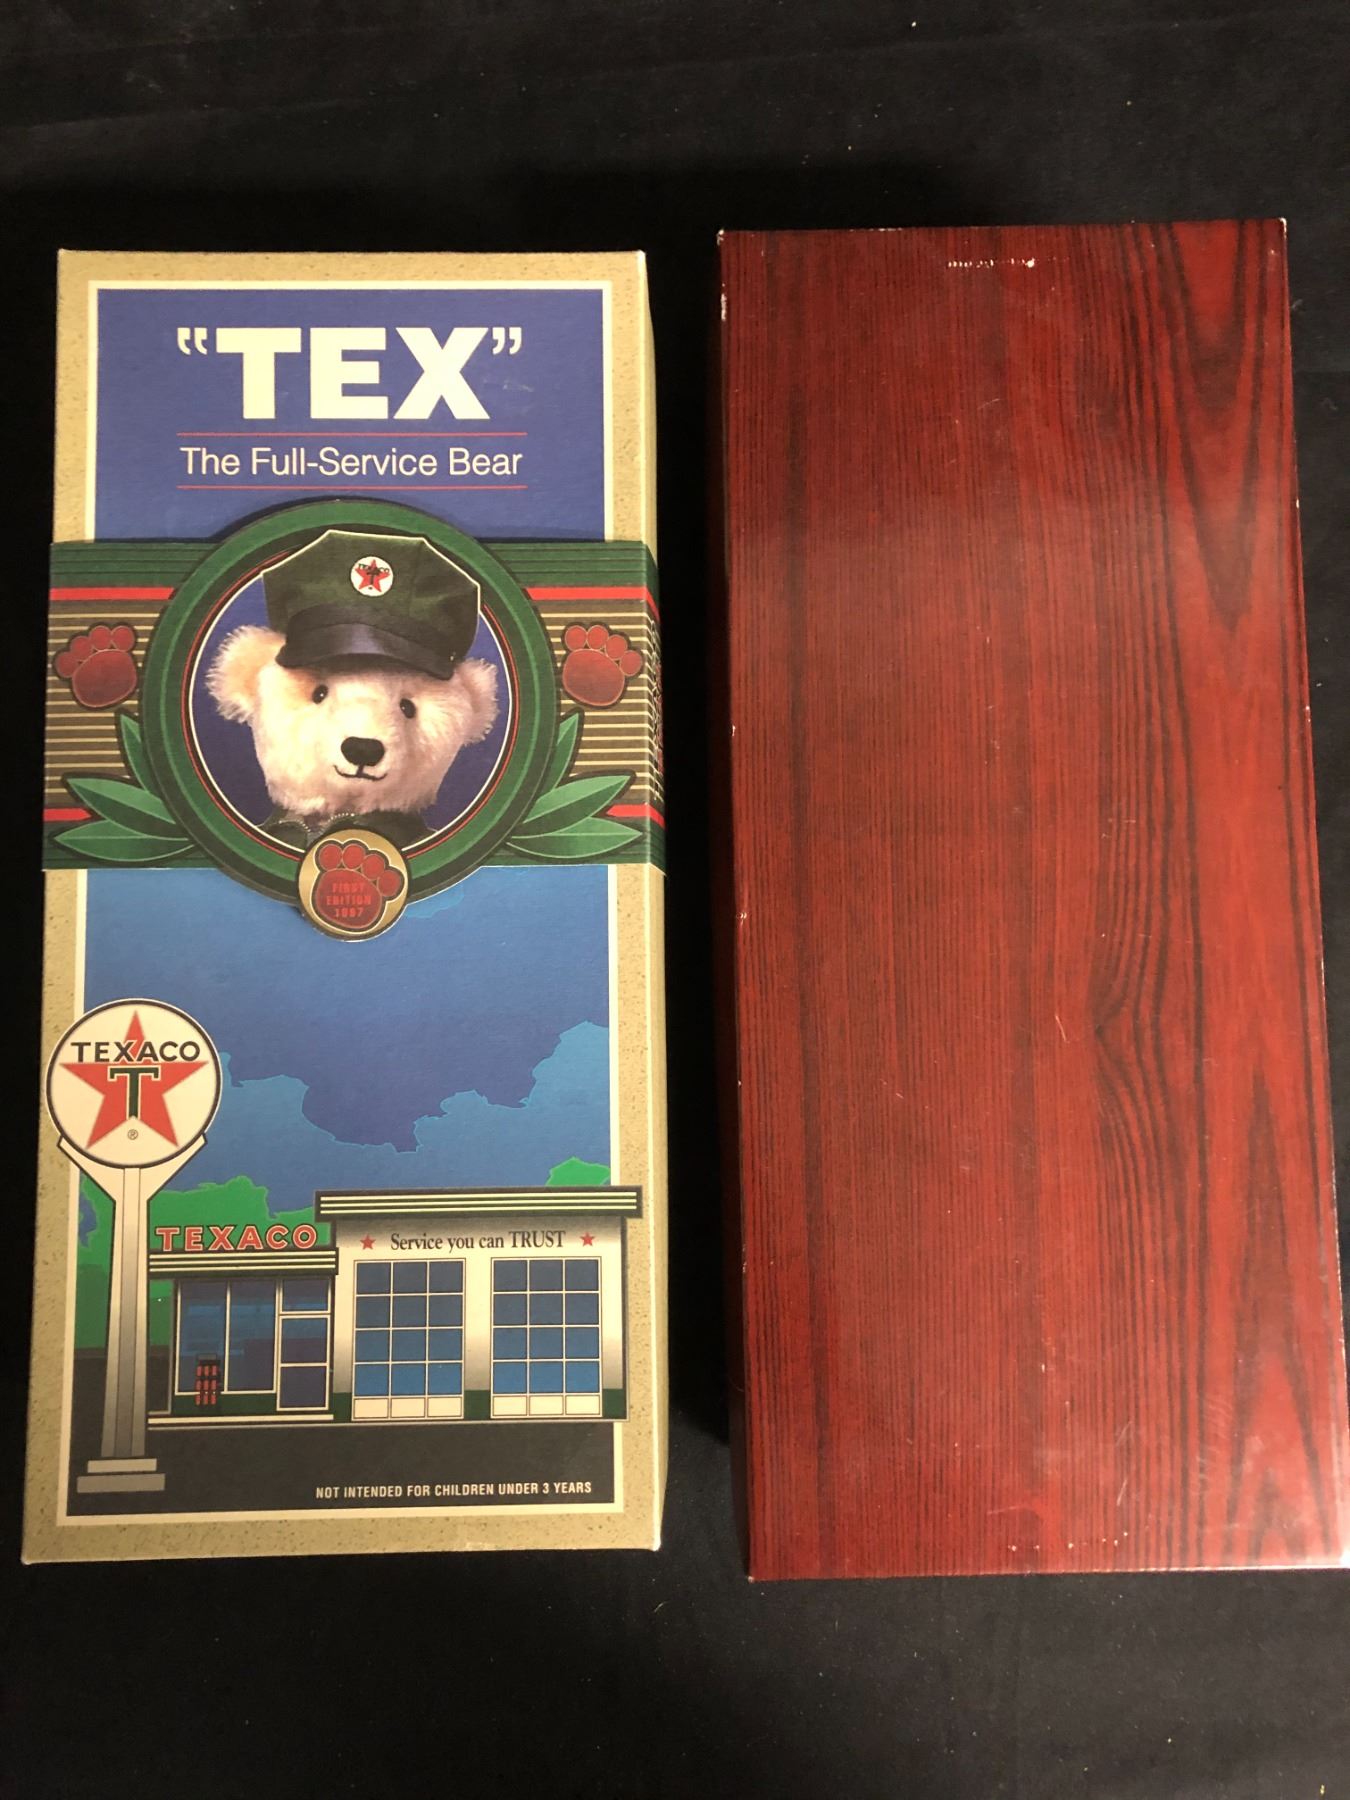 "TEX"
The Full-Service Bear
TEXACO
T
®
FIRST
EDITION
1997
TEXACO
T
®
TEXACO
Service you can TRUST
NOT INTENDED FOR CHILDREN UNDER 3 YEARS